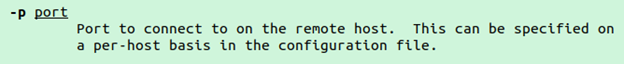 -p port
Port to connect to on the remote host.  This can be specified on
a per-host basis in the configuration file.